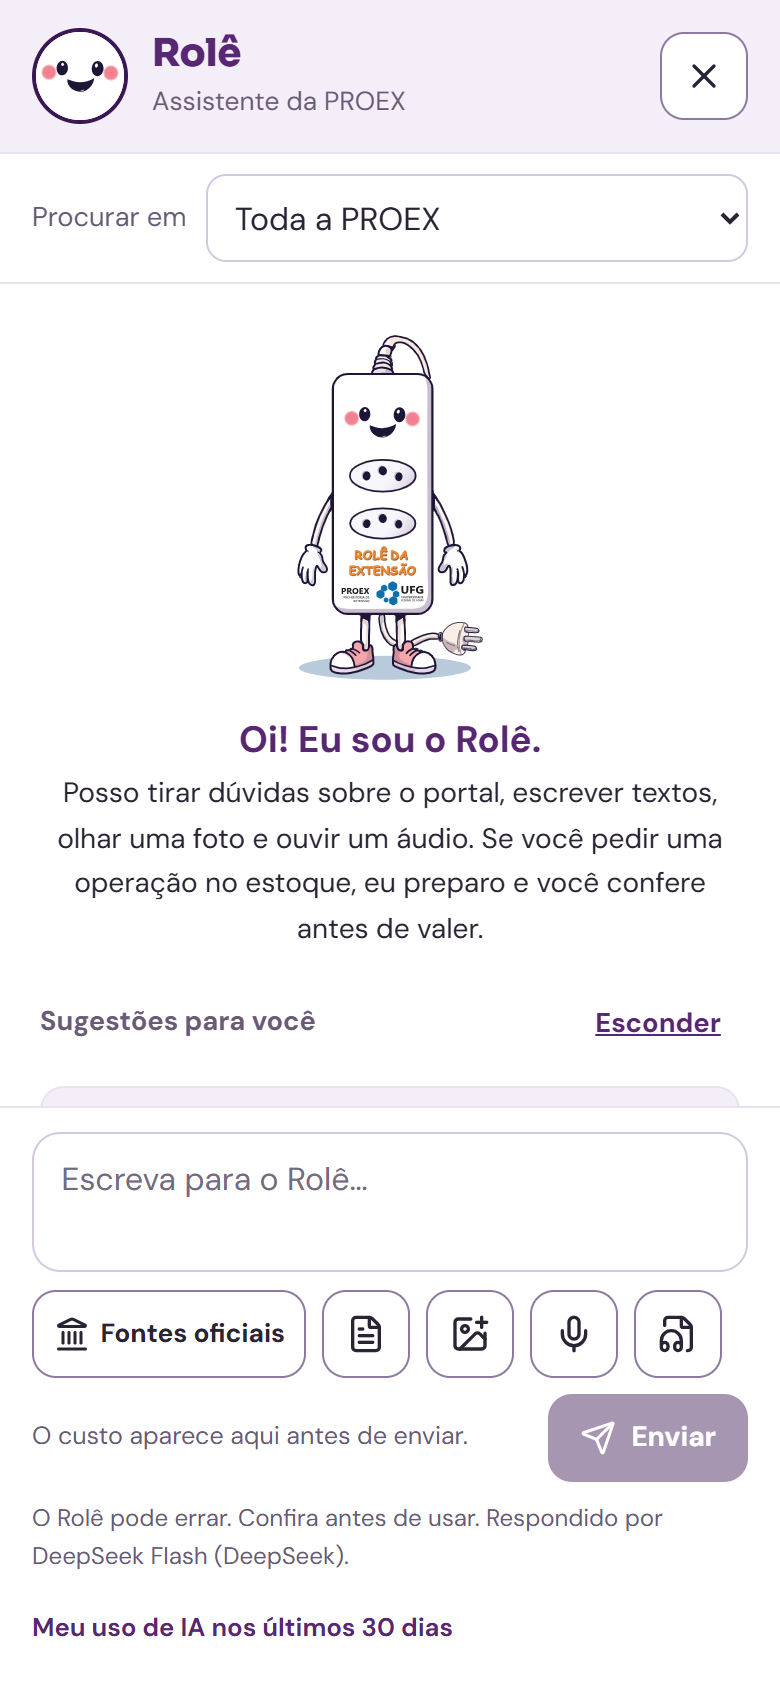 Rolê
Assistente da PROEX
Procurar em
Toda a PROEX
ROLÊ DA
EXTENSÃO
PROEX
UFG
Oi! Eu sou o Rolê.
Posso tirar dúvidas sobre o portal, escrever textos,
olhar uma foto e ouvir um áudio. Se você pedir uma
operação no estoque, eu preparo e você confere
antes de valer.
Sugestões para você
Esconder
Escreva para o Rolê...
Fontes oficiais
O custo aparece aqui antes de enviar.
Enviar
O Rolê pode errar. Confira antes de usar. Respondido por
DeepSeek Flash (DeepSeek).
Meu uso de IA nos últimos 30 dias